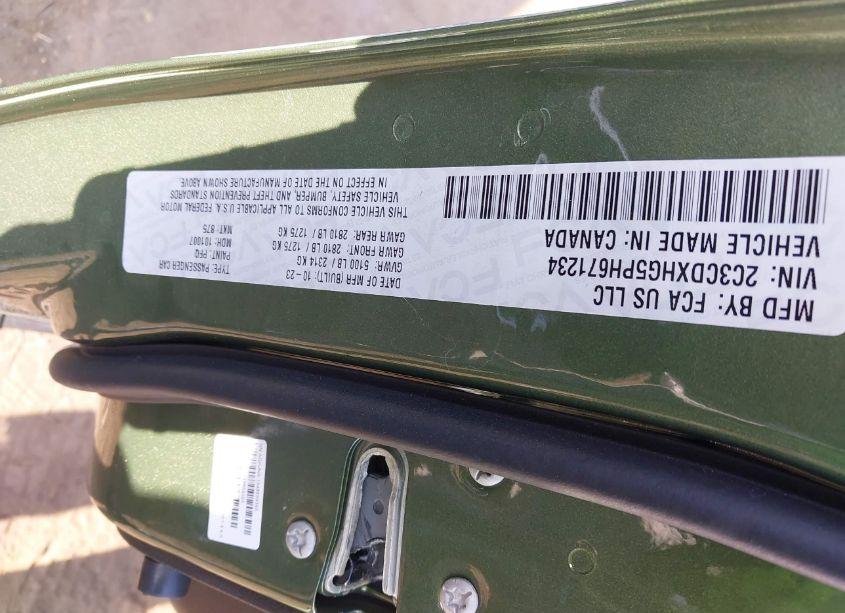 MFD BY: FCA US LLC
VIN: 2C3CDXHG5PH671234
VEHICLE MADE IN: CANADA
DATE OF MFR (BUILT): 10-23
GVWR: 5100 LB / 2314 KG
GAWR FRONT: 2810 LB / 1275 KG
GAWR REAR: 2810 LB / 1275 KG
THIS VEHICLE CONFORMS TO ALL APPLICABLE U.S.A. FEDERAL MOTOR
VEHICLE SAFETY, BUMPER, AND THEFT PREVENTION STANDARDS
IN EFFECT ON THE DATE OF MANUFACTURE SHOWN ABOVE
TYPE: PASSENGER CAR
PAINT: PFQ
MDH: 101007
MKT: 875